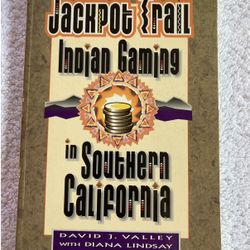 Jackpot Trail
Indian Gaming
in Southern
California
DAVID J. VALLEY
WITH DIANA LINDSAY